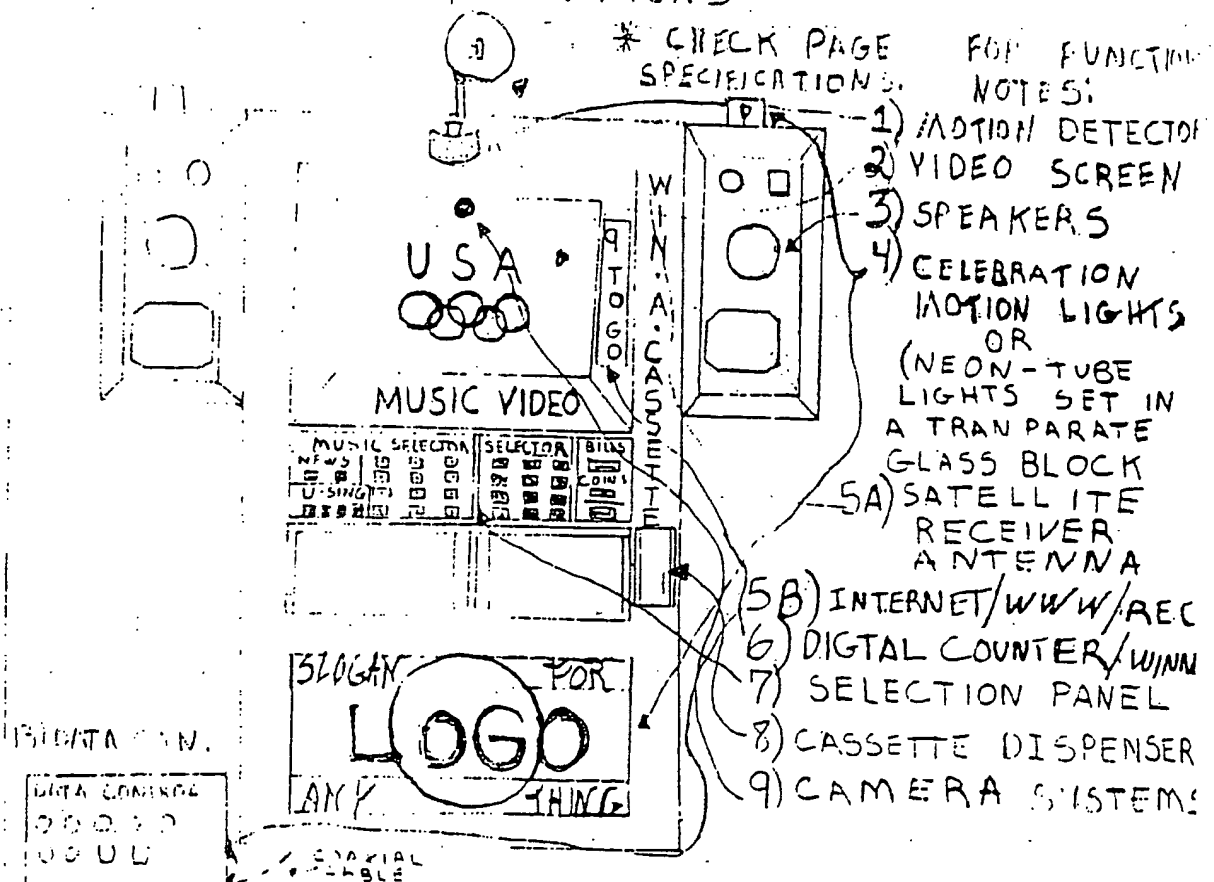 * CHECK PAGE FOR FUNCTION
SPECIFICATIONS. NOTES:
1) MOTION DETECTOR
2) VIDEO SCREEN
3) SPEAKERS
4) CELEBRATION
MOTION LIGHTS
OR
(NEON-TUBE
LIGHTS SET IN
A TRANPARATE
GLASS BLOCK
5A) SATELLITE
RECEIVER
ANTENNA
5B) INTERNET/WWW/REC
6) DIGTAL COUNTER/WINN
7) SELECTION PANEL
8) CASSETTE DISPENSER
9) CAMERA SYSTEMS
USA
9 TO GO
WIN.A.CASSETTE
MUSIC VIDEO
MUSIC SELECTOR
NEWS
U-SING
SELECTOR
BILLS
COINS
SLOGAN FOR
LOGO
ANY THING
DATA CONTROL
COAXIAL
CABLE